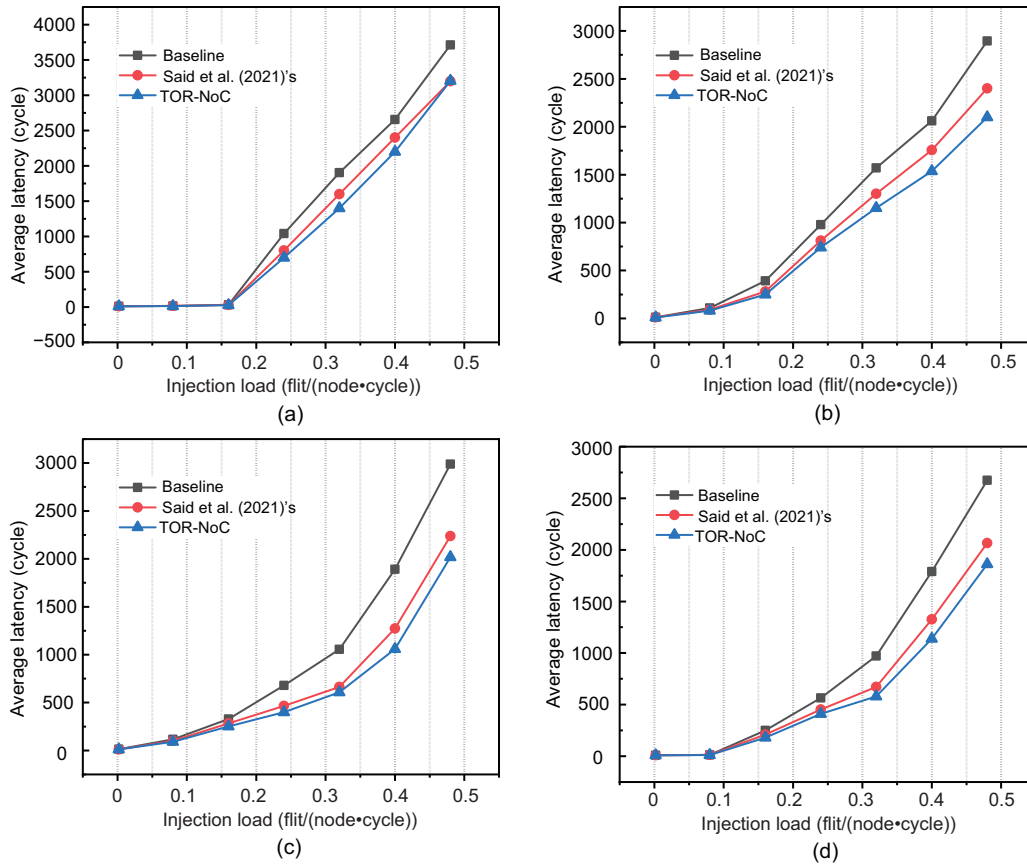 4000
3500
3000
2500
2000
1500
1000
500
0
−500
Average latency (cycle)
Baseline
Said et al. (2021)'s
TOR-NoC
0 0.1 0.2 0.3 0.4 0.5
Injection load (flit/(node•cycle))
(a)
3000
2500
2000
1500
1000
500
0
Average latency (cycle)
Baseline
Said et al. (2021)'s
TOR-NoC
0 0.1 0.2 0.3 0.4 0.5
Injection load (flit/(node•cycle))
(b)
3000
2500
2000
1500
1000
500
0
Average latency (cycle)
Baseline
Said et al. (2021)'s
TOR-NoC
0 0.1 0.2 0.3 0.4 0.5
Injection load (flit/(node•cycle))
(c)
3000
2500
2000
1500
1000
500
0
Average latency (cycle)
Baseline
Said et al. (2021)'s
TOR-NoC
0 0.1 0.2 0.3 0.4 0.5
Injection load (flit/(node•cycle))
(d)